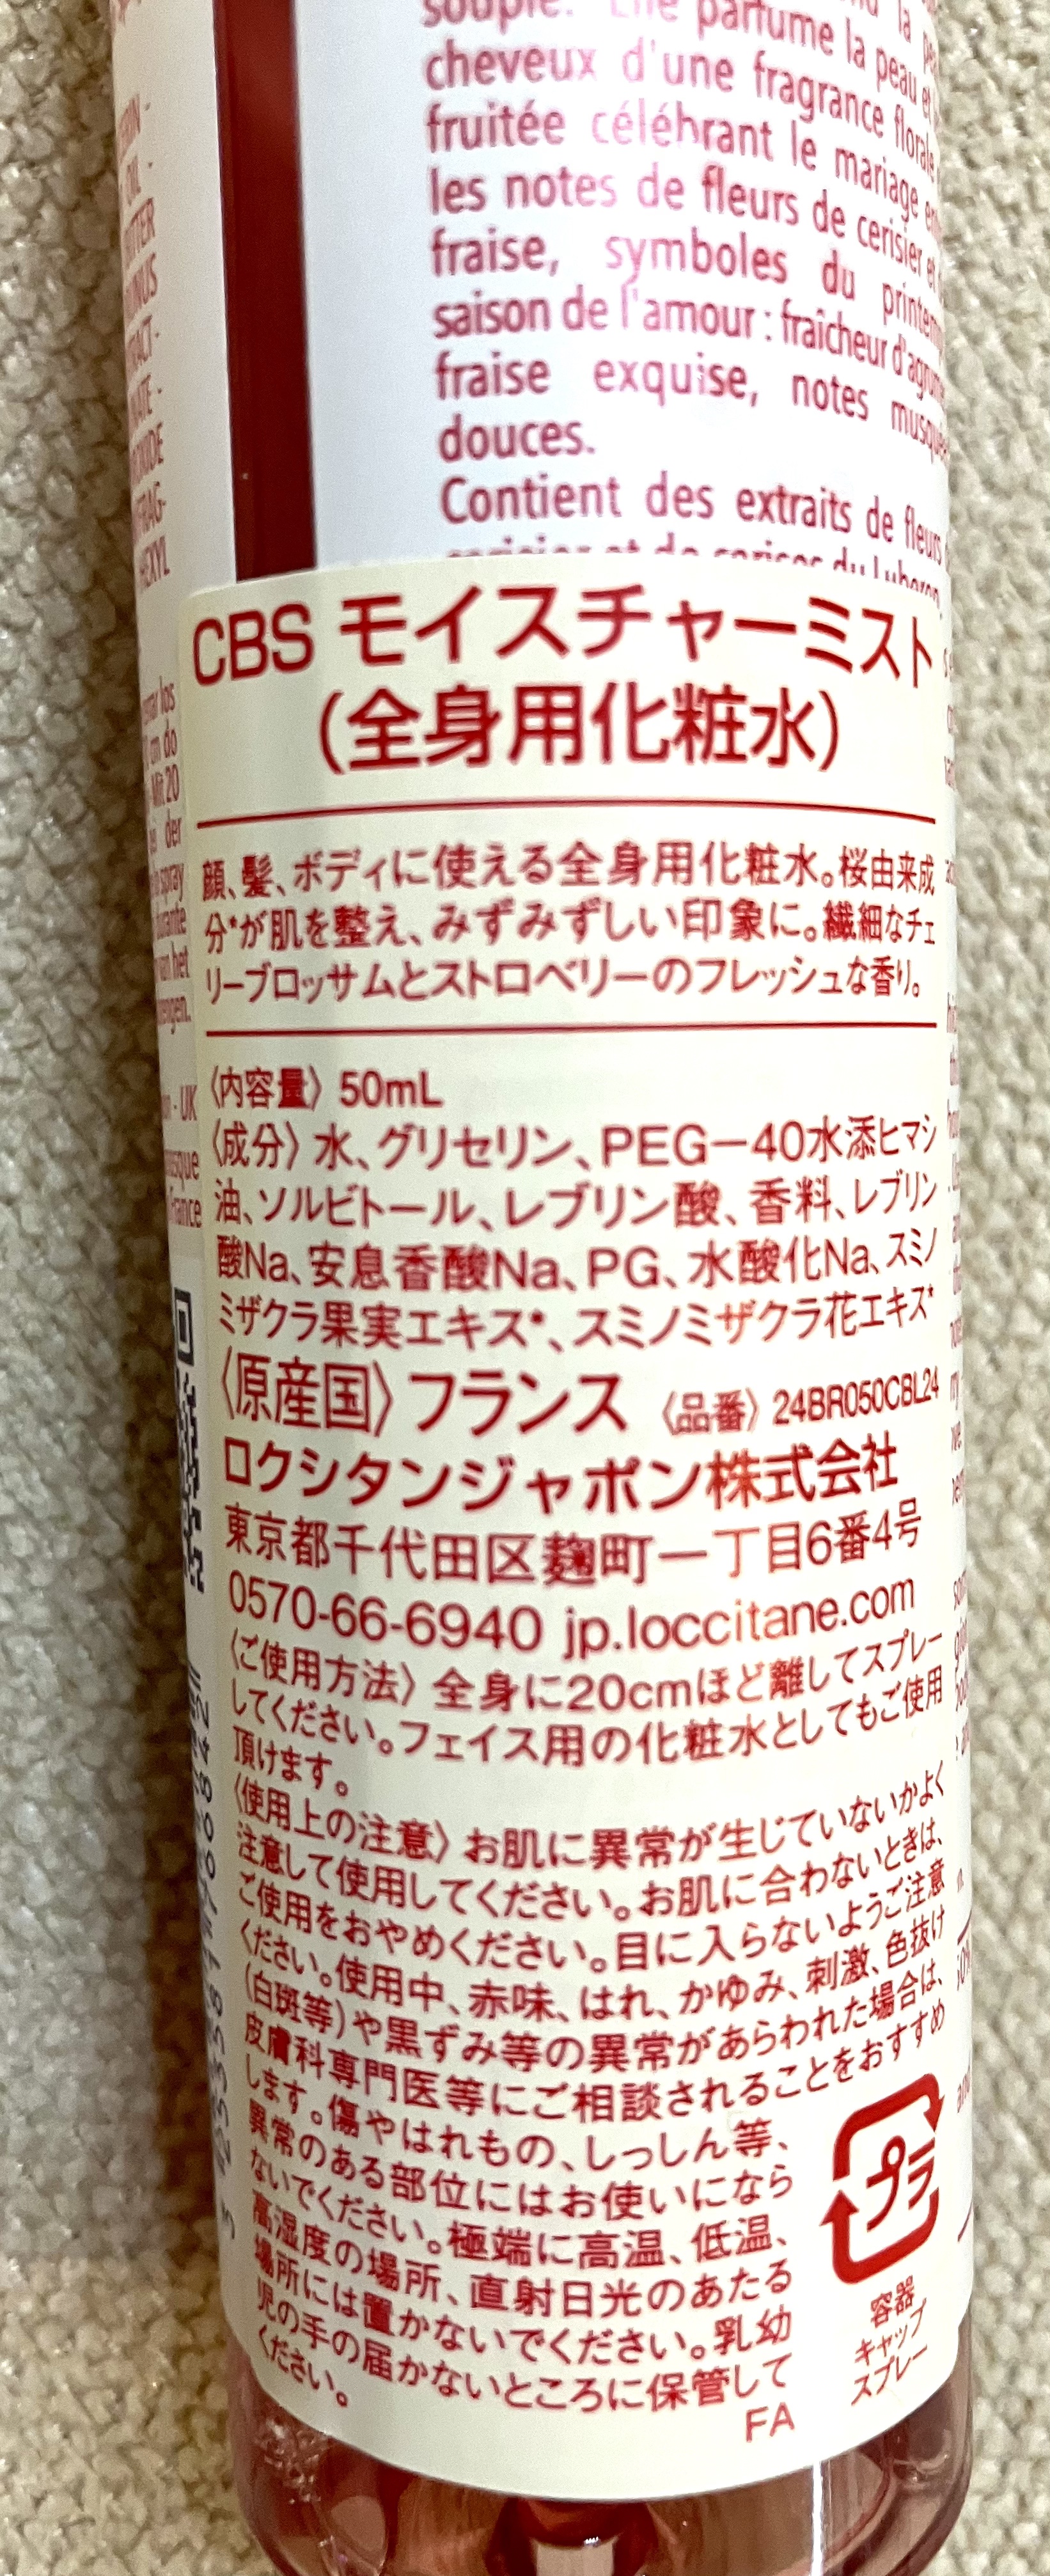 souple. Elle parfume la peau et
cheveux d'une fragrance florale
fruitée célébrant le mariage
les notes de fleurs de cerisier et
fraise, symboles du
saison de l'amour : fraîcheur
fraise exquise, notes
douces.
Contient des extraits de fleurs
cerisier et de cerises du Luberon.
CBS モイスチャーミスト
(全身用化粧水)
顔、髪、ボディに使える全身用化粧水。桜由来成
分*が肌を整え、みずみずしい印象に。繊細なチェ
リーブロッサムとストロベリーのフレッシュな香り。
〈内容量〉 50mL
〈成分〉 水、グリセリン、PEGー40水添ヒマシ
油、ソルビトール、レブリン酸、香料、レブリン
酸Na、安息香酸Na、PG、水酸化Na、スミノ
ミザクラ果実エキス*、スミノミザクラ花エキス*
〈原産国〉フランス 〈品番〉24BR050CBL24
ロクシタンジャポン株式会社
東京都千代田区麹町一丁目6番4号
0570-66-6940 jp.loccitane.com
〈ご使用方法〉 全身に20cmほど離してスプレー
してください。フェイス用の化粧水としてもご使用
頂けます。
〈使用上の注意〉 お肌に異常が生じていないかよく
注意して使用してください。お肌に合わないときは、
ご使用をおやめください。目に入らないようご注意
ください。使用中、赤味、はれ、かゆみ、刺激、色抜け
(白斑等)や黒ずみ等の異常があらわれた場合は、
皮膚科専門医等にご相談されることをおすすめ
します。傷やはれもの、しっしん等、
異常のある部位にはお使いになら
ないでください。極端に高温、低温、
高湿度の場所、直射日光のあたる
場所には置かないでください。乳幼
児の手の届かないところに保管して
ください。
FA
プラ
容器
キャップ
スプレー